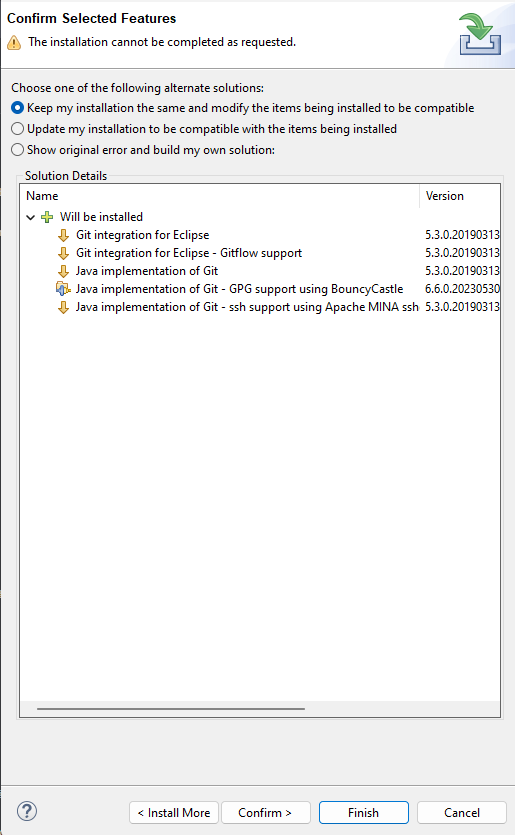 Confirm Selected Features
The installation cannot be completed as requested.
Choose one of the following alternate solutions:
Keep my installation the same and modify the items being installed to be compatible
Update my installation to be compatible with the items being installed
Show original error and build my own solution:
Solution Details
Name Version
Will be installed
Git integration for Eclipse 5.3.0.20190313
Git integration for Eclipse - Gitflow support 5.3.0.20190313
Java implementation of Git 5.3.0.20190313
Java implementation of Git - GPG support using BouncyCastle 6.6.0.20230530
Java implementation of Git - ssh support using Apache MINA ssh 5.3.0.20190313
? < Install More Confirm > Finish Cancel